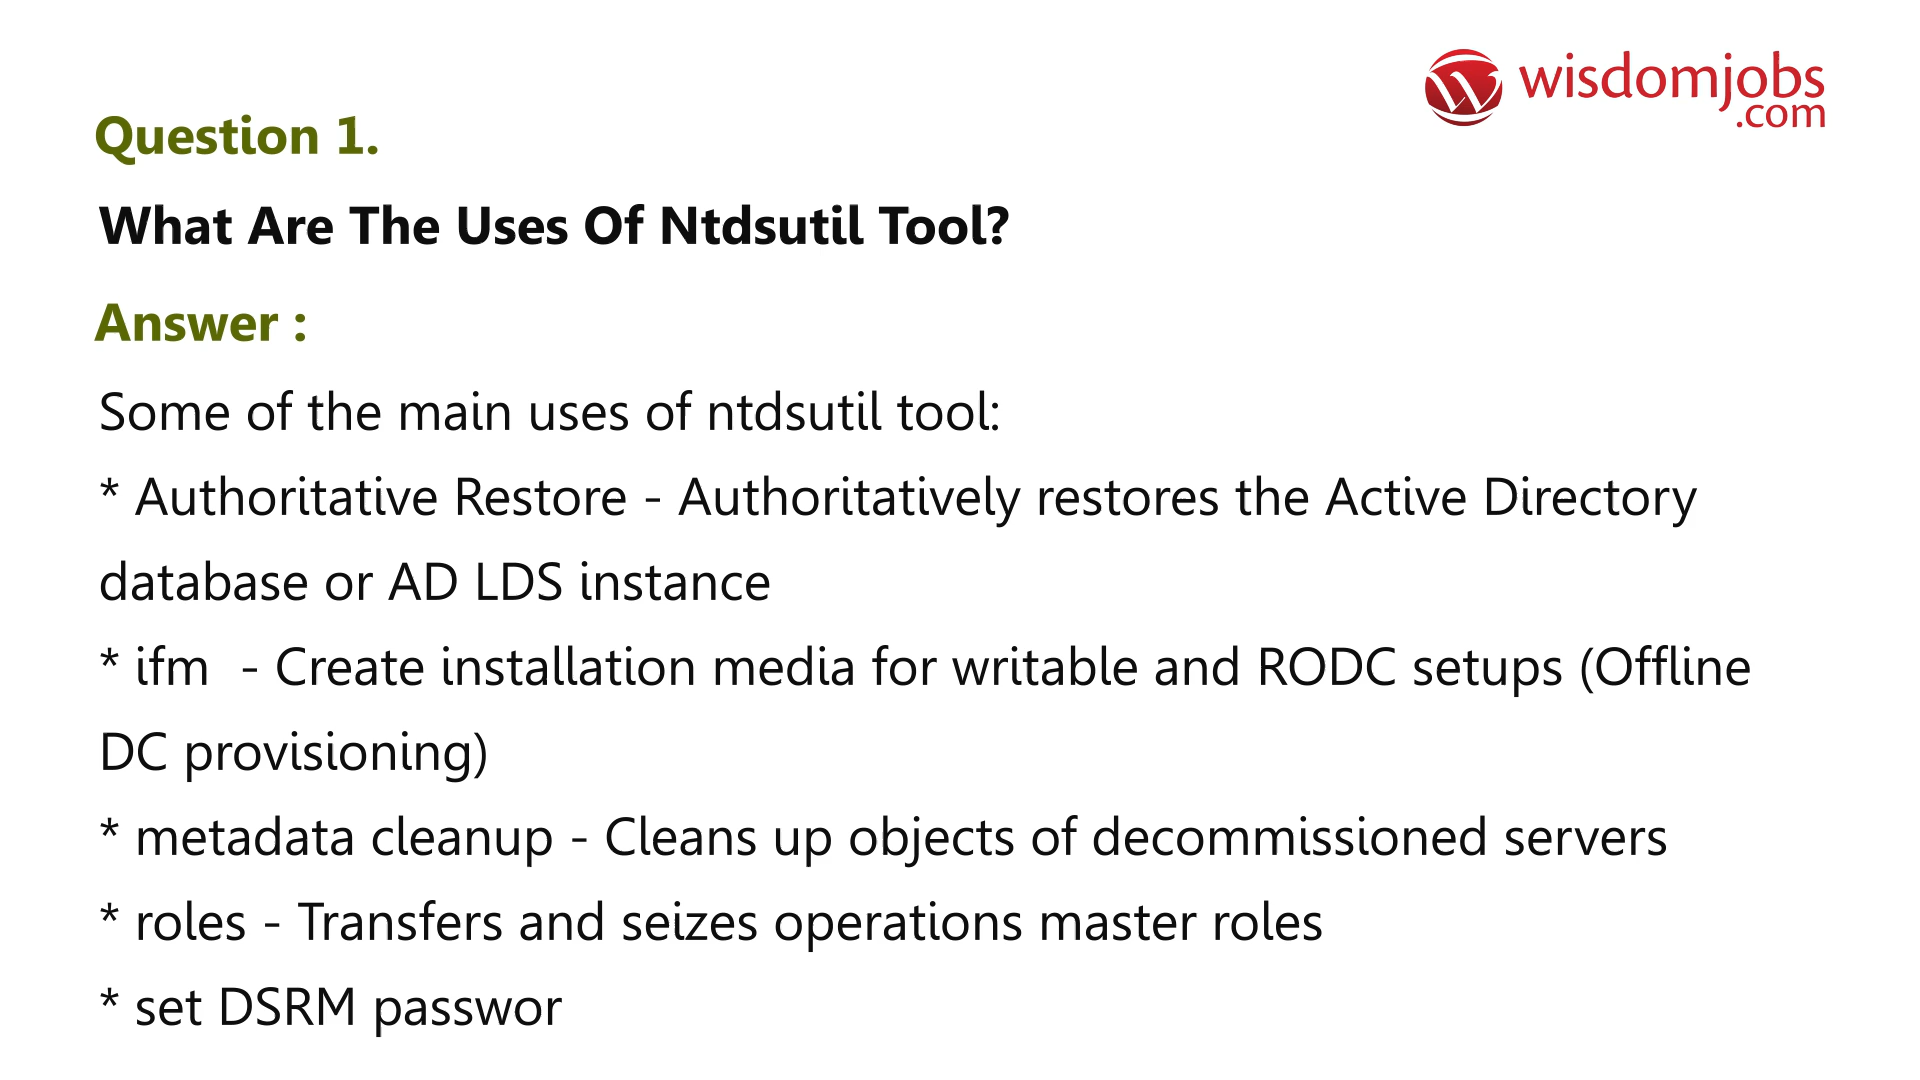 wisdomjobs
.com
Question 1.
What Are The Uses Of Ntdsutil Tool?
Answer :
Some of the main uses of ntdsutil tool:
* Authoritative Restore - Authoritatively restores the Active Directory
database or AD LDS instance
* ifm  - Create installation media for writable and RODC setups (Offline
DC provisioning)
* metadata cleanup - Cleans up objects of decommissioned servers
* roles - Transfers and seizes operations master roles
* set DSRM passwor